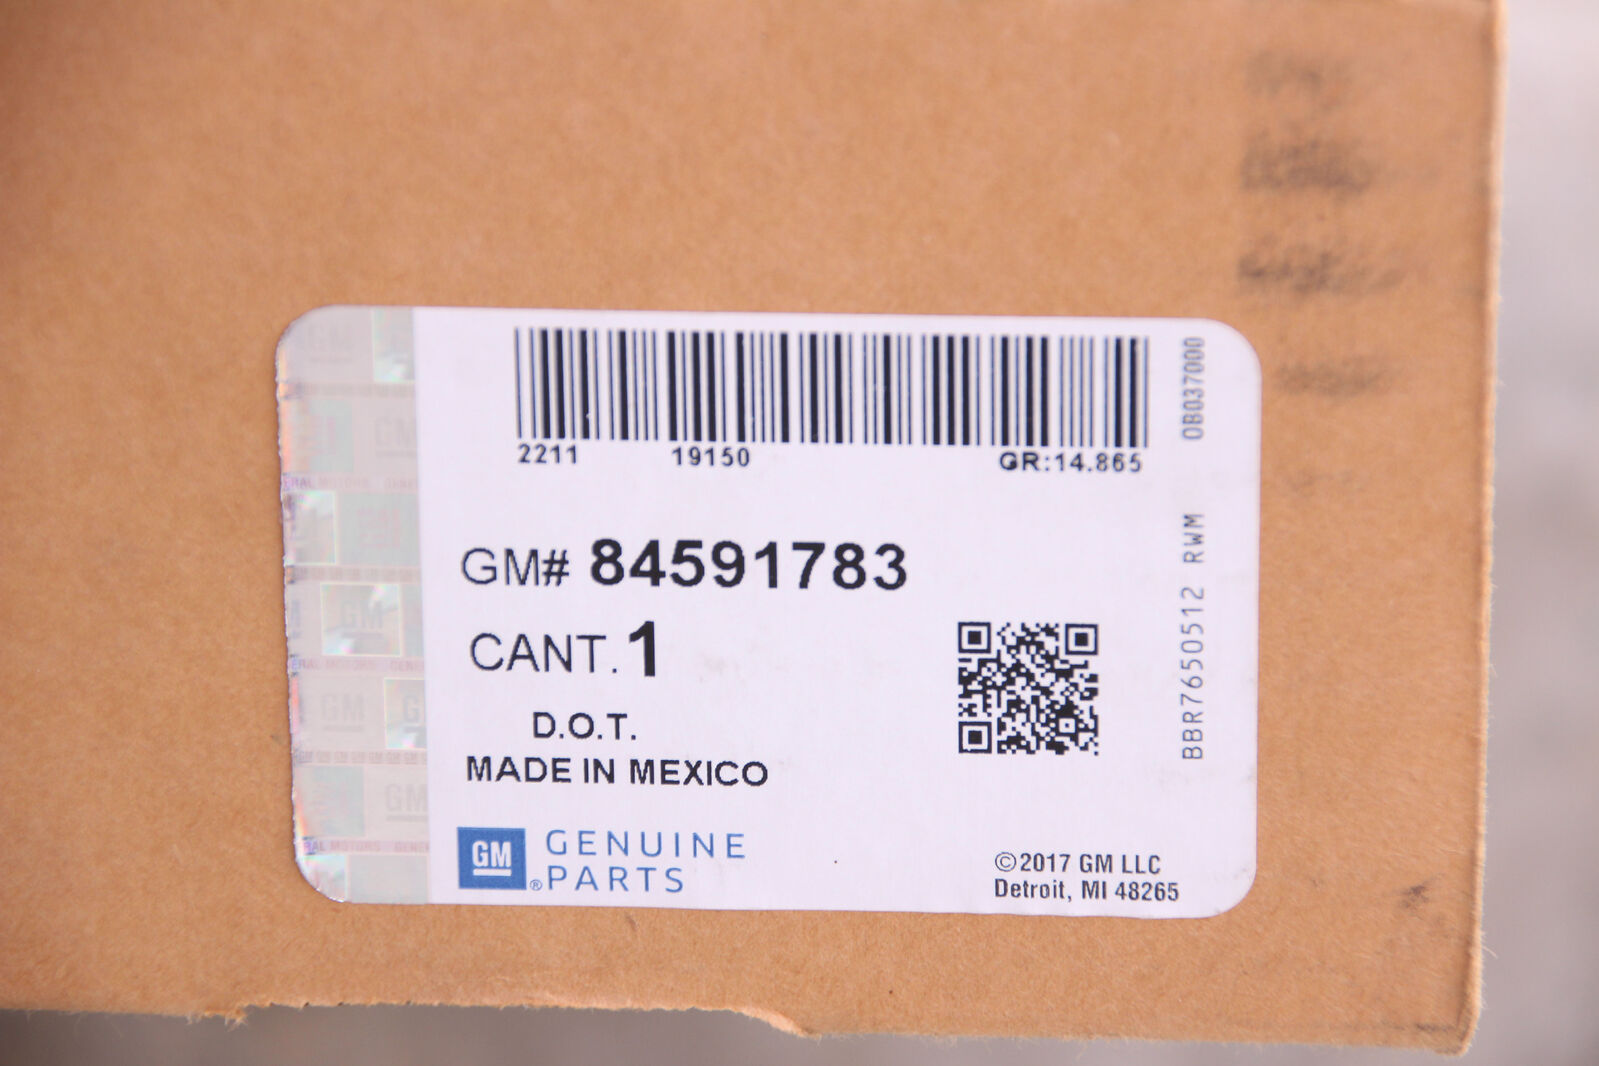 2211 19150 GR:14.865
OB037000
GM# 84591783
CANT. 1
D.O.T.
MADE IN MEXICO
BBR7650512 RWM
GM
GENUINE
® PARTS
©2017 GM LLC
Detroit, MI 48265